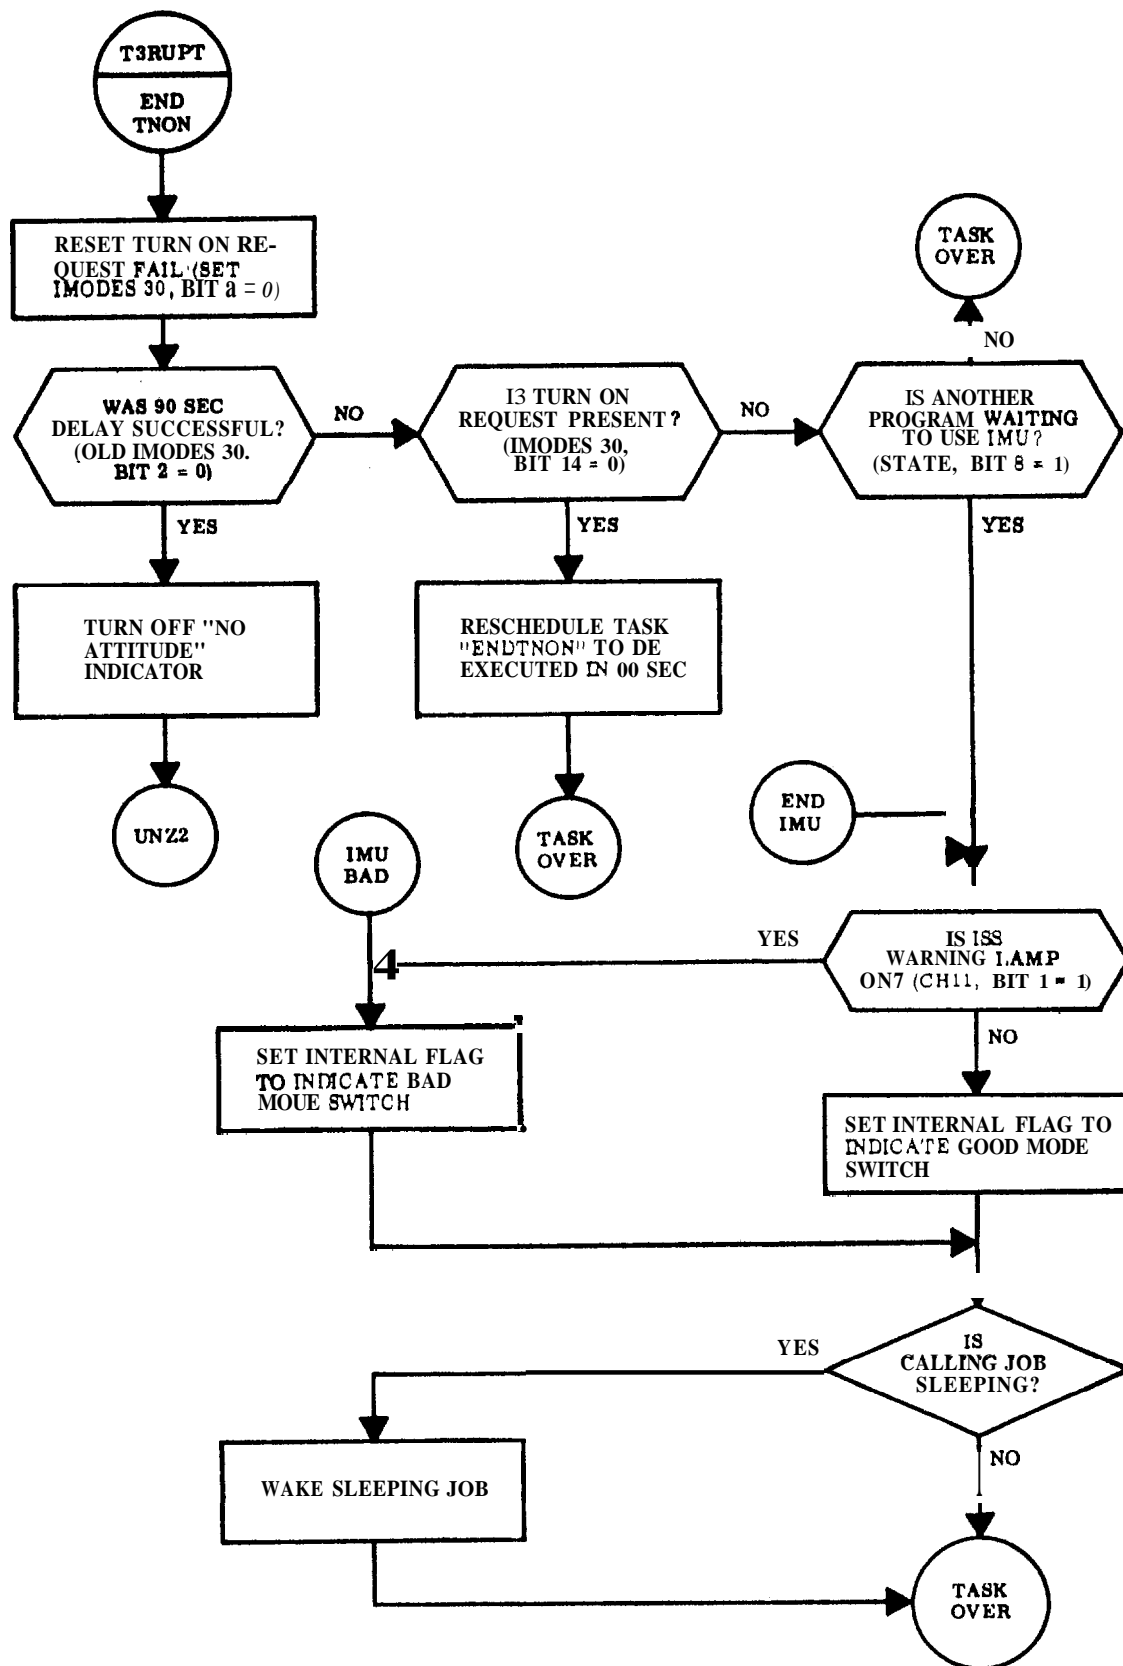 T3RUPT
END
TNON
RESET TURN ON RE-
QUEST FAIL (SET
IMODES 30, BIT a = 0)
TASK
OVER
NO
WAS 90 SEC
DELAY SUCCESSFUL?
(OLD IMODES 30.
BIT 2 = 0)
NO
I3 TURN ON
REQUEST PRESENT?
(IMODES 30,
BIT 14 = 0)
NO
IS ANOTHER
PROGRAM WAITING
TO USE IMU?
(STATE, BIT 8 = 1)
YES
YES
YES
TURN OFF "NO
ATTITUDE"
INDICATOR
RESCHEDULE TASK
"ENDTNON" TO DE
EXECUTED IN 00 SEC
UNZ2
IMU
BAD
TASK
OVER
END
IMU
YES
4
IS ISS
WARNING I.AMP
ON7 (CH11, BIT 1 = 1)
NO
SET INTERNAL FLAG
TO INDICATE BAD
MOUE SWITCH
SET INTERNAL FLAG TO
INDICATE GOOD MODE
SWITCH
YES
IS
CALLING JOB
SLEEPING?
NO
WAKE SLEEPING JOB
TASK
OVER